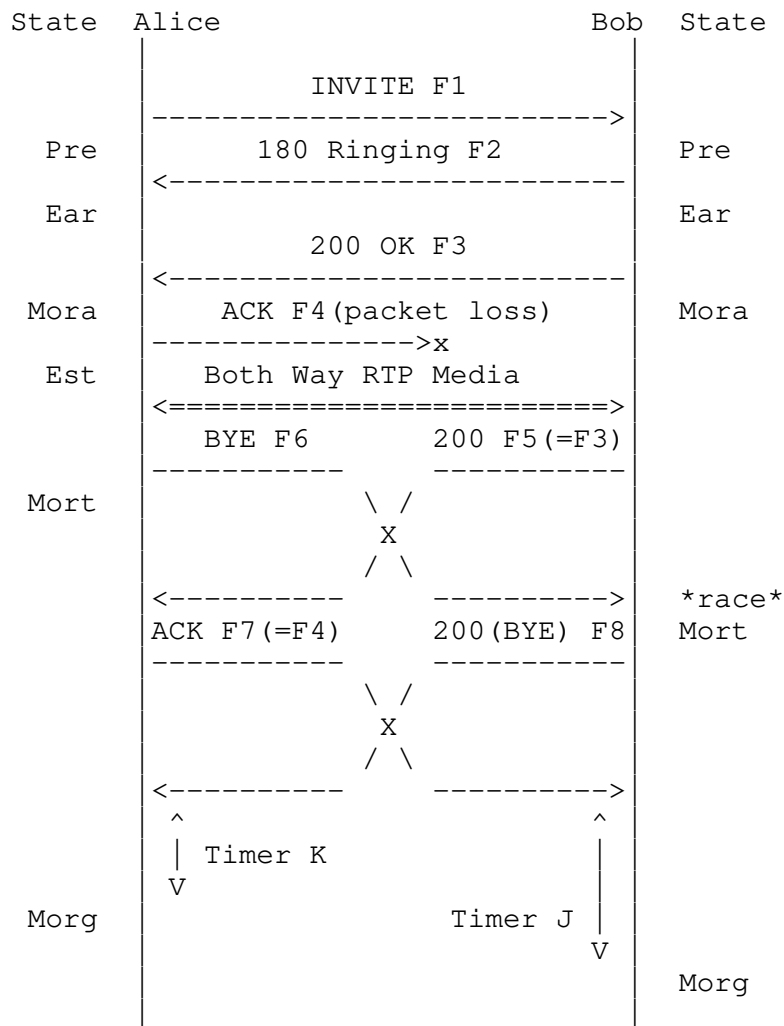 State Alice Bob State
INVITE F1
Pre 180 Ringing F2 Pre
Ear Ear
200 OK F3
Mora ACK F4(packet loss) Mora
--------------->x
Est Both Way RTP Media
BYE F6 200 F5(=F3)
Mort
X
*race*
ACK F7(=F4) 200(BYE) F8 Mort
X
Timer K
V
Morg Timer J
V
Morg